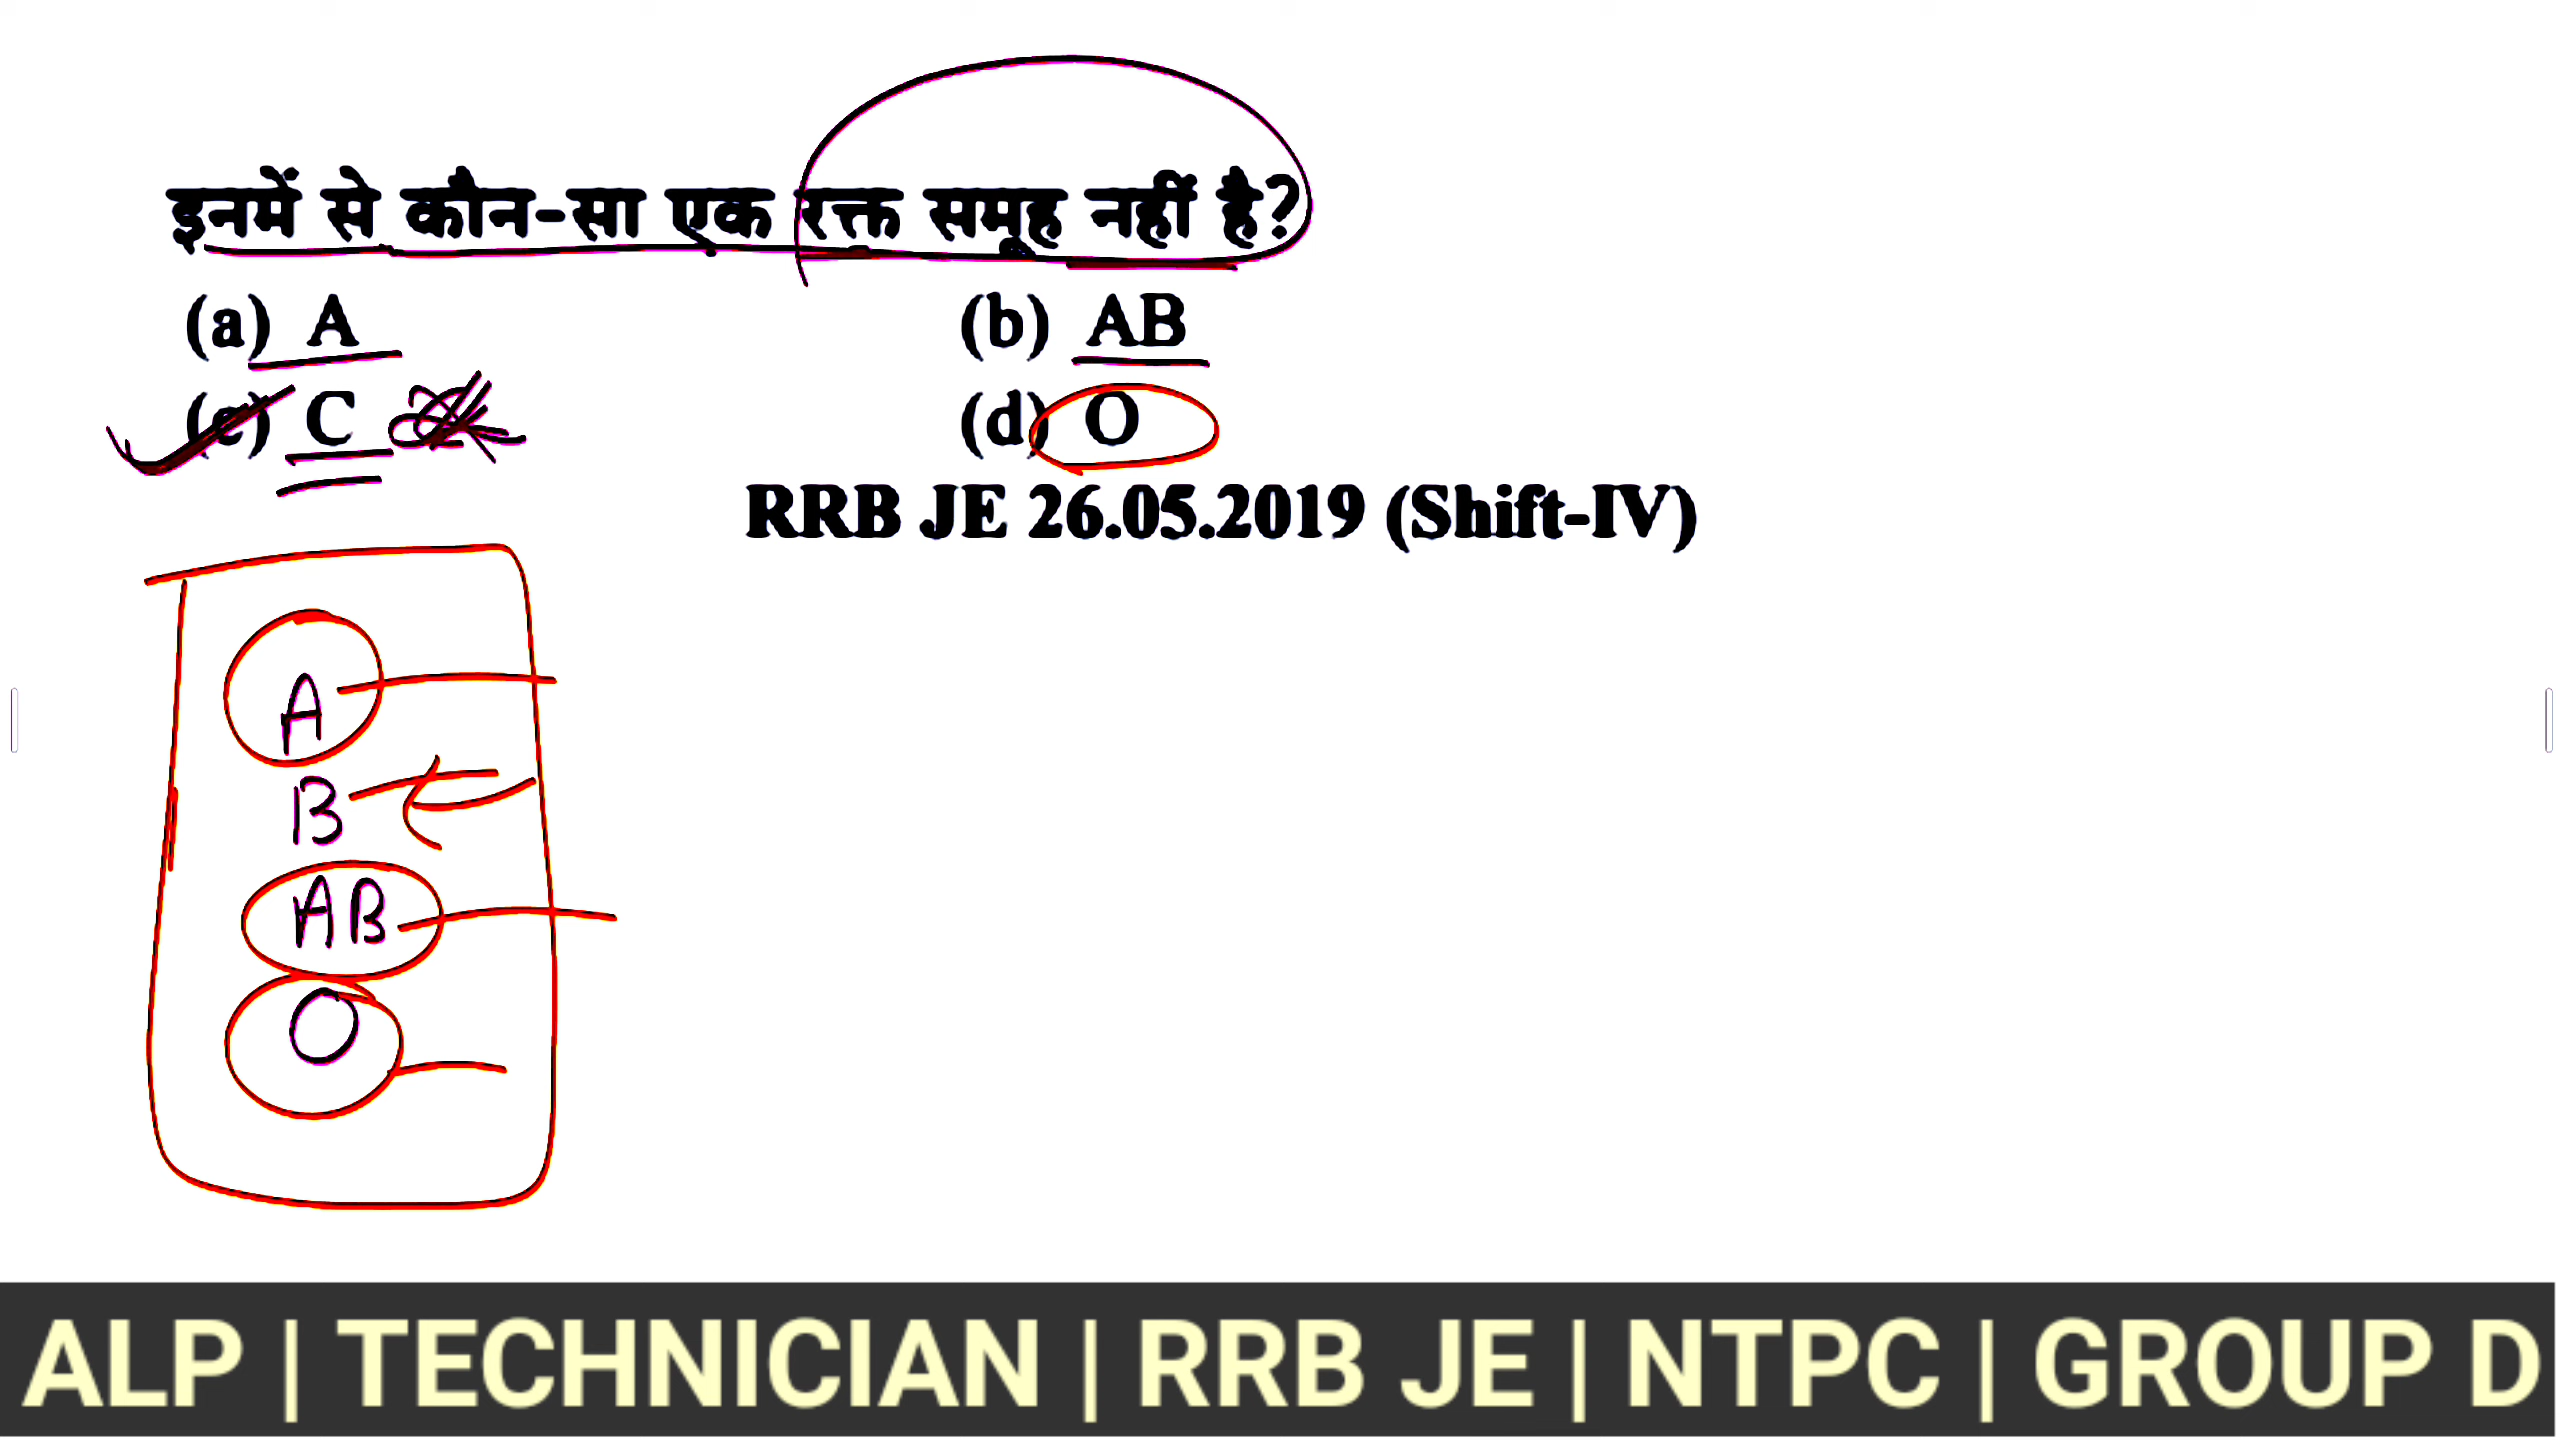 इनमें से कौन-सा एक रक्त समूह नहीं है?
(a) A (b) AB
(c) C (d) O
RRB JE 26.05.2019 (Shift-IV)
A
B
AB
O
ALP | TECHNICIAN | RRB JE | NTPC | GROUP D